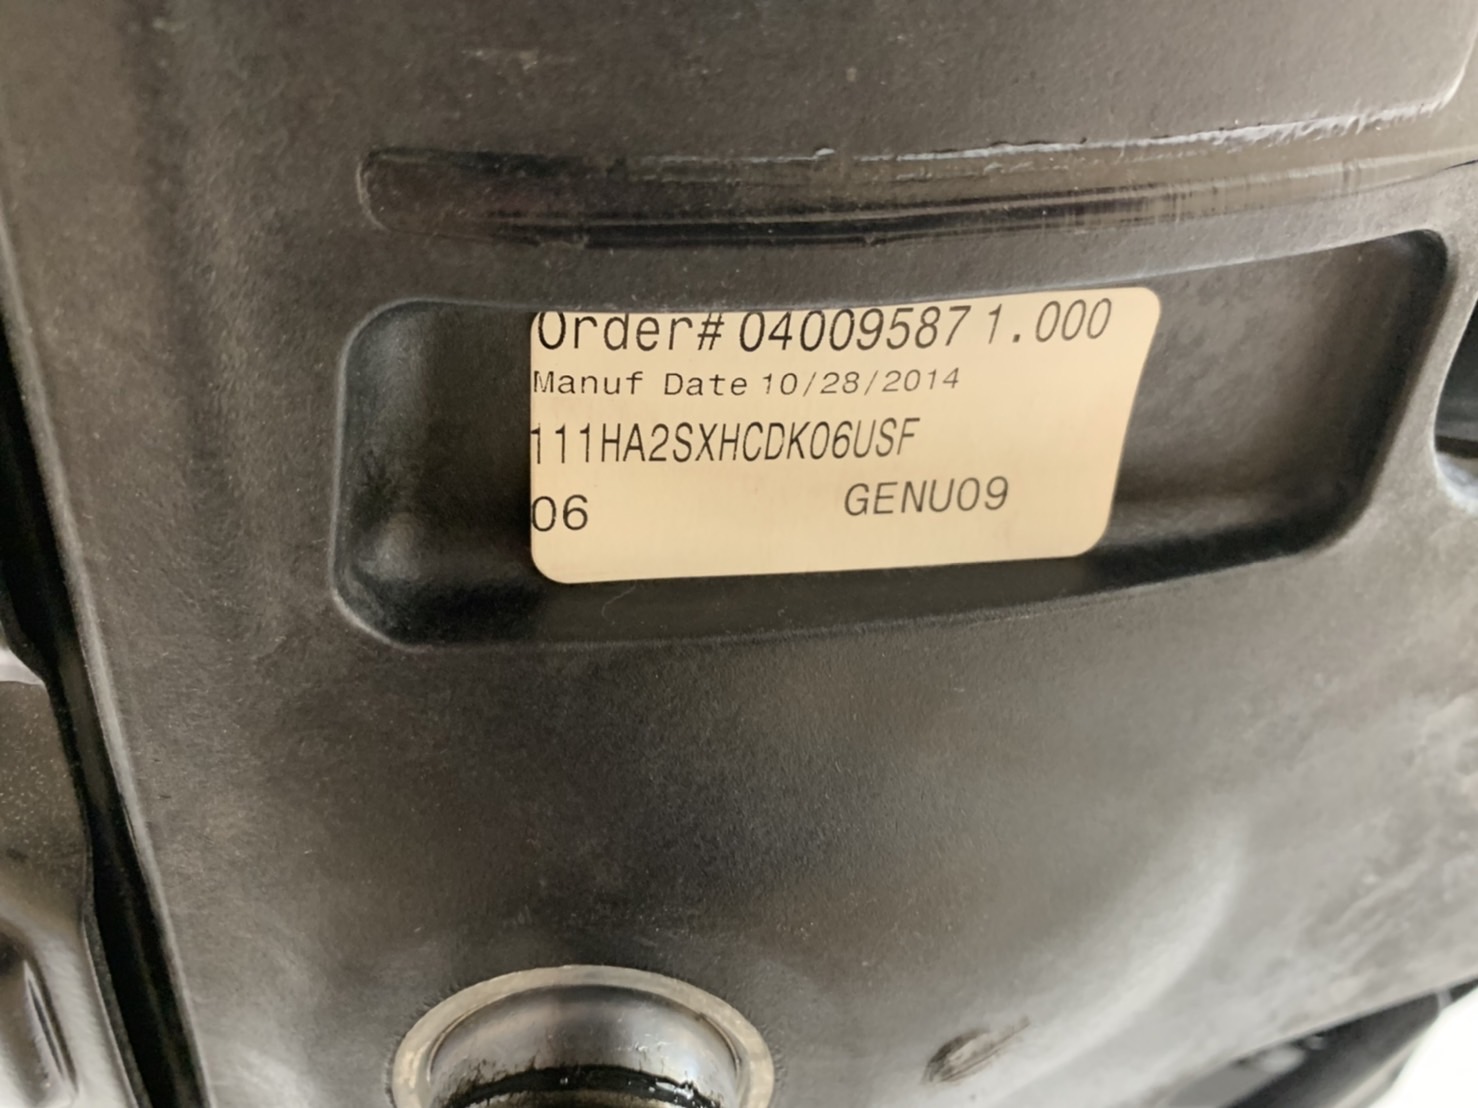 Order# 04009587 1.000
Manuf Date 10/28/2014
111HA2SXHCDK06USF
06 GENU09